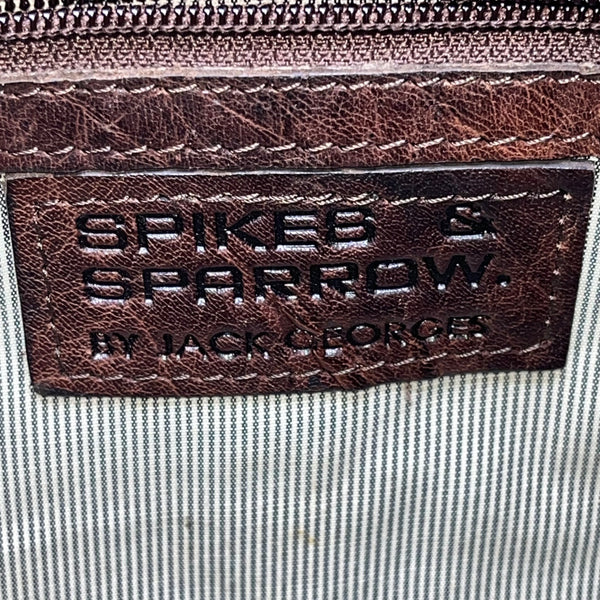 SPIKES &
SPARROW.
BY JACK GEORGES